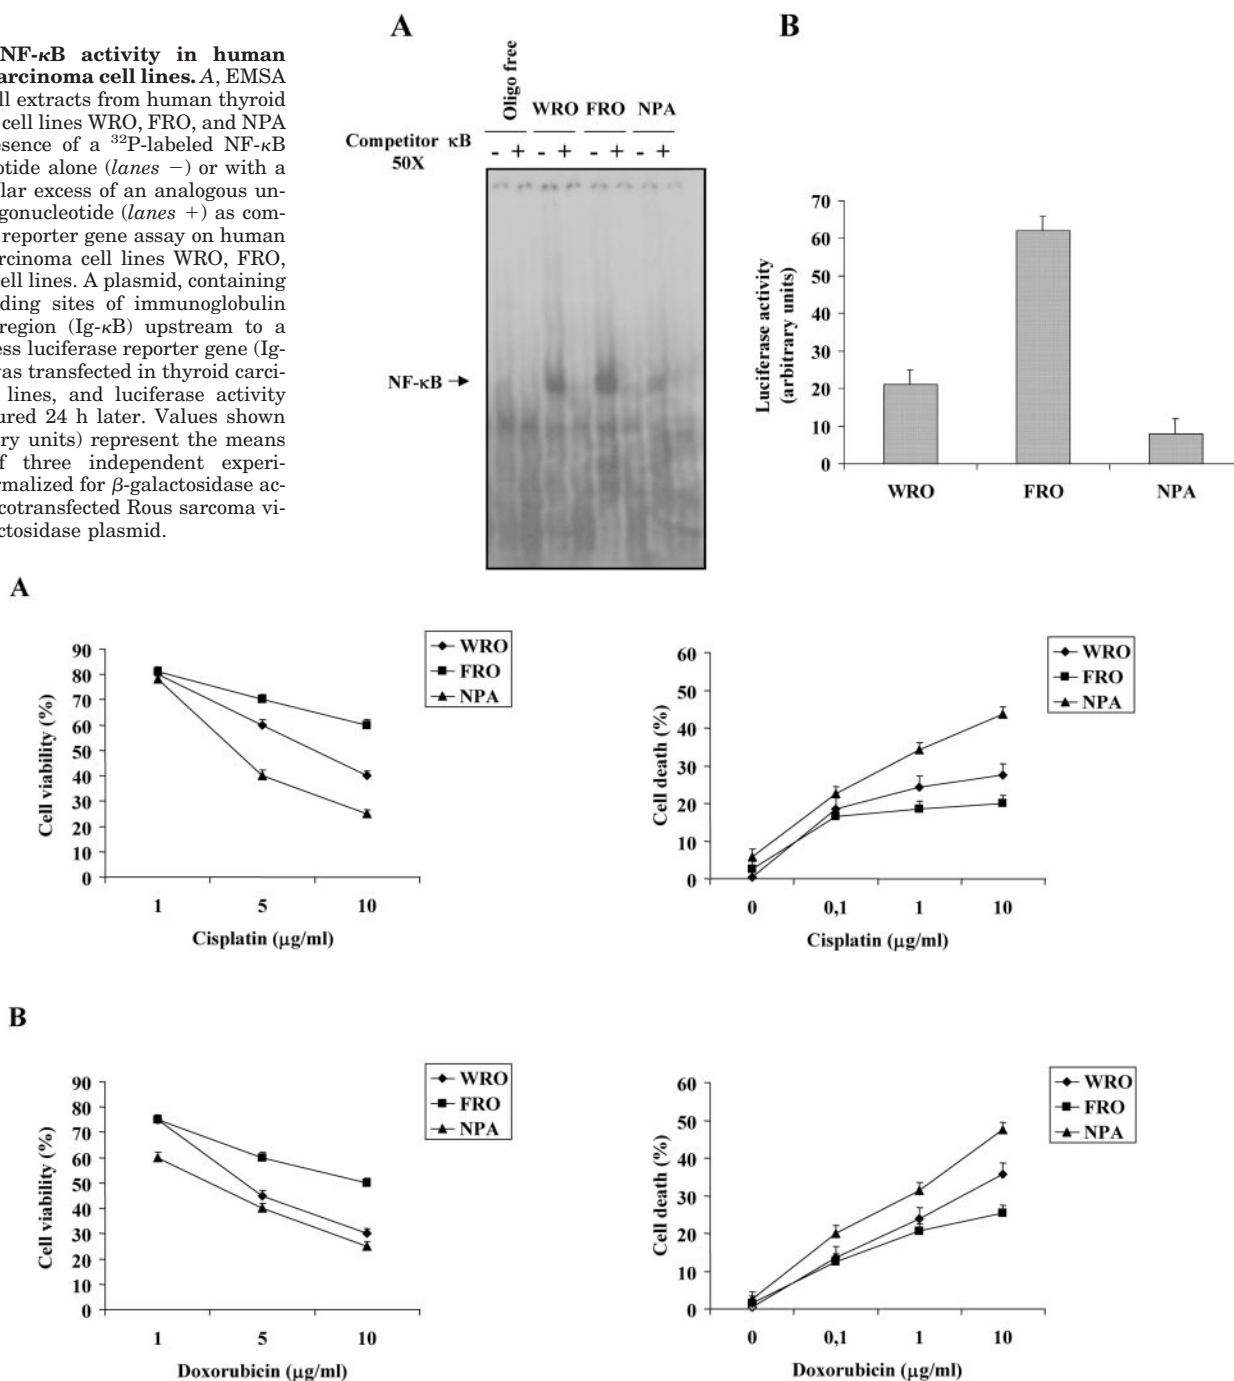 NF-κB activity in human
arcinoma cell lines. A, EMSA
ll extracts from human thyroid
cell lines WRO, FRO, and NPA
esence of a ³²P-labeled NF-κB
otide alone (lanes −) or with a
lar excess of an analogous un-
gonucleotide (lanes +) as com-
reporter gene assay on human
rcinoma cell lines WRO, FRO,
ell lines. A plasmid, containing
ding sites of immunoglobulin
region (Ig-κB) upstream to a
ess luciferase reporter gene (Ig-
was transfected in thyroid carci-
lines, and luciferase activity
ured 24 h later. Values shown
ry units) represent the means
f three independent experi-
rmalized for β-galactosidase ac-
cotransfected Rous sarcoma vi-
ctosidase plasmid.
A
Oligo free
WRO FRO NPA
Competitor κB
50X
- + - + - + - +
NF-κB →
B
Luciferase activity
(arbitrary units)
70
60
50
40
30
20
10
0
WRO FRO NPA
A
Cell viability (%)
90
80
70
60
50
40
30
20
10
0
1 5 10
Cisplatin (μg/ml)
WRO
FRO
NPA
Cell death (%)
60
50
40
30
20
10
0
0 0,1 1 10
Cisplatin (μg/ml)
WRO
FRO
NPA
B
Cell viability (%)
90
80
70
60
50
40
30
20
10
0
1 5 10
Doxorubicin (μg/ml)
WRO
FRO
NPA
Cell death (%)
60
50
40
30
20
10
0
0 0,1 1 10
Doxorubicin (μg/ml)
WRO
FRO
NPA